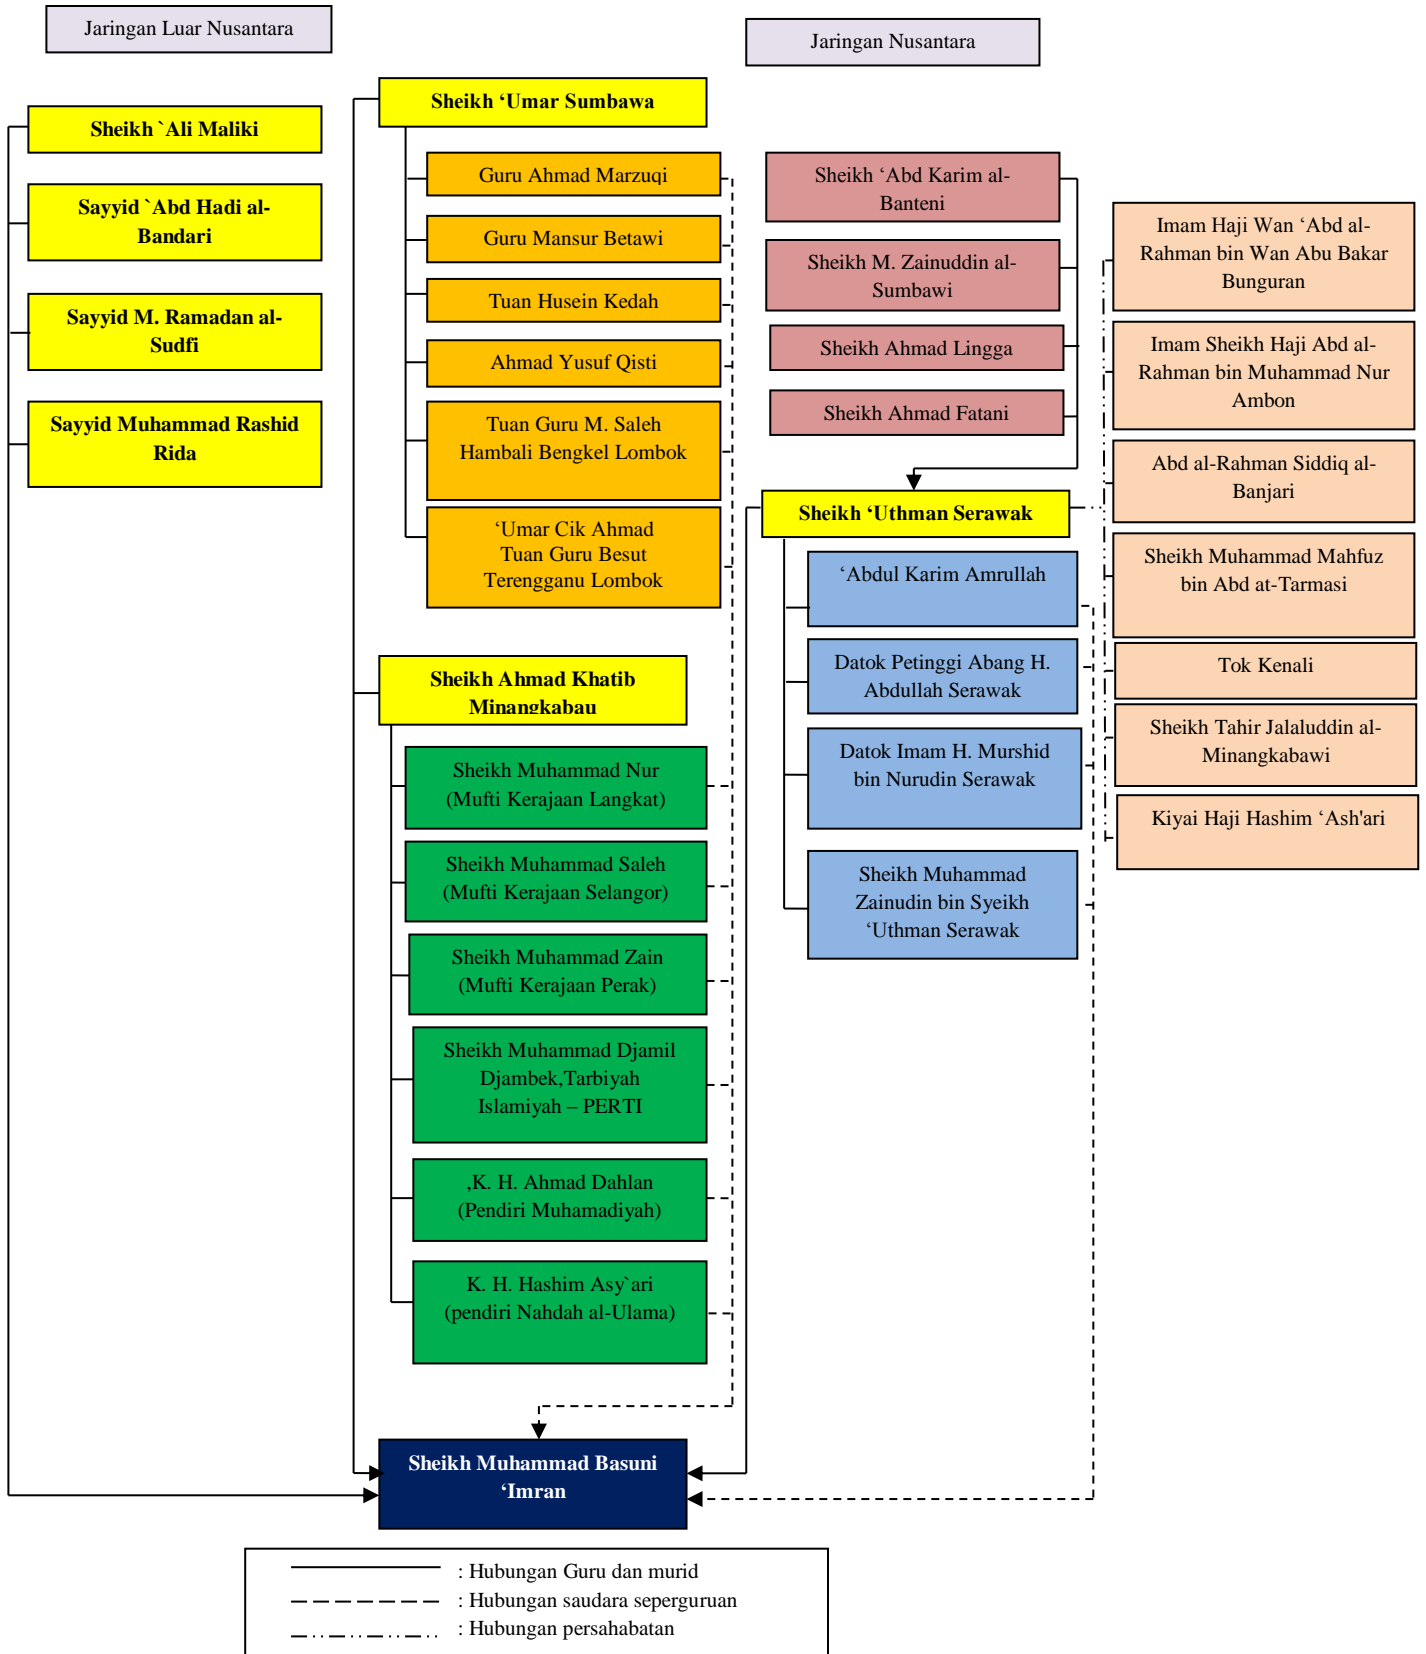 Jaringan Luar Nusantara
Jaringan Nusantara
Sheikh `Ali Maliki
Sayyid `Abd Hadi al-
Bandari
Sayyid M. Ramadan al-
Sudfi
Sayyid Muhammad Rashid
Rida
Sheikh ‘Umar Sumbawa
Guru Ahmad Marzuqi
Guru Mansur Betawi
Tuan Husein Kedah
Ahmad Yusuf Qisti
Tuan Guru M. Saleh
Hambali Bengkel Lombok
‘Umar Cik Ahmad
Tuan Guru Besut
Terengganu Lombok
Sheikh Ahmad Khatib
Minangkabau
Sheikh Muhammad Nur
(Mufti Kerajaan Langkat)
Sheikh Muhammad Saleh
(Mufti Kerajaan Selangor)
Sheikh Muhammad Zain
(Mufti Kerajaan Perak)
Sheikh Muhammad Djamil
Djambek,Tarbiyah
Islamiyah – PERTI
,K. H. Ahmad Dahlan
(Pendiri Muhamadiyah)
K. H. Hashim Asy`ari
(pendiri Nahdah al-Ulama)
Sheikh ‘Abd Karim al-
Banteni
Sheikh M. Zainuddin al-
Sumbawi
Sheikh Ahmad Lingga
Sheikh Ahmad Fatani
Sheikh ‘Uthman Serawak
‘Abdul Karim Amrullah
Datok Petinggi Abang H.
Abdullah Serawak
Datok Imam H. Murshid
bin Nurudin Serawak
Sheikh Muhammad
Zainudin bin Syeikh
‘Uthman Serawak
Imam Haji Wan ‘Abd al-
Rahman bin Wan Abu Bakar
Bunguran
Imam Sheikh Haji Abd al-
Rahman bin Muhammad Nur
Ambon
Abd al-Rahman Siddiq al-
Banjari
Sheikh Muhammad Mahfuz
bin Abd at-Tarmasi
Tok Kenali
Sheikh Tahir Jalaluddin al-
Minangkabawi
Kiyai Haji Hashim ‘Ash'ari
Sheikh Muhammad Basuni
‘Imran
: Hubungan Guru dan murid
: Hubungan saudara seperguruan
: Hubungan persahabatan